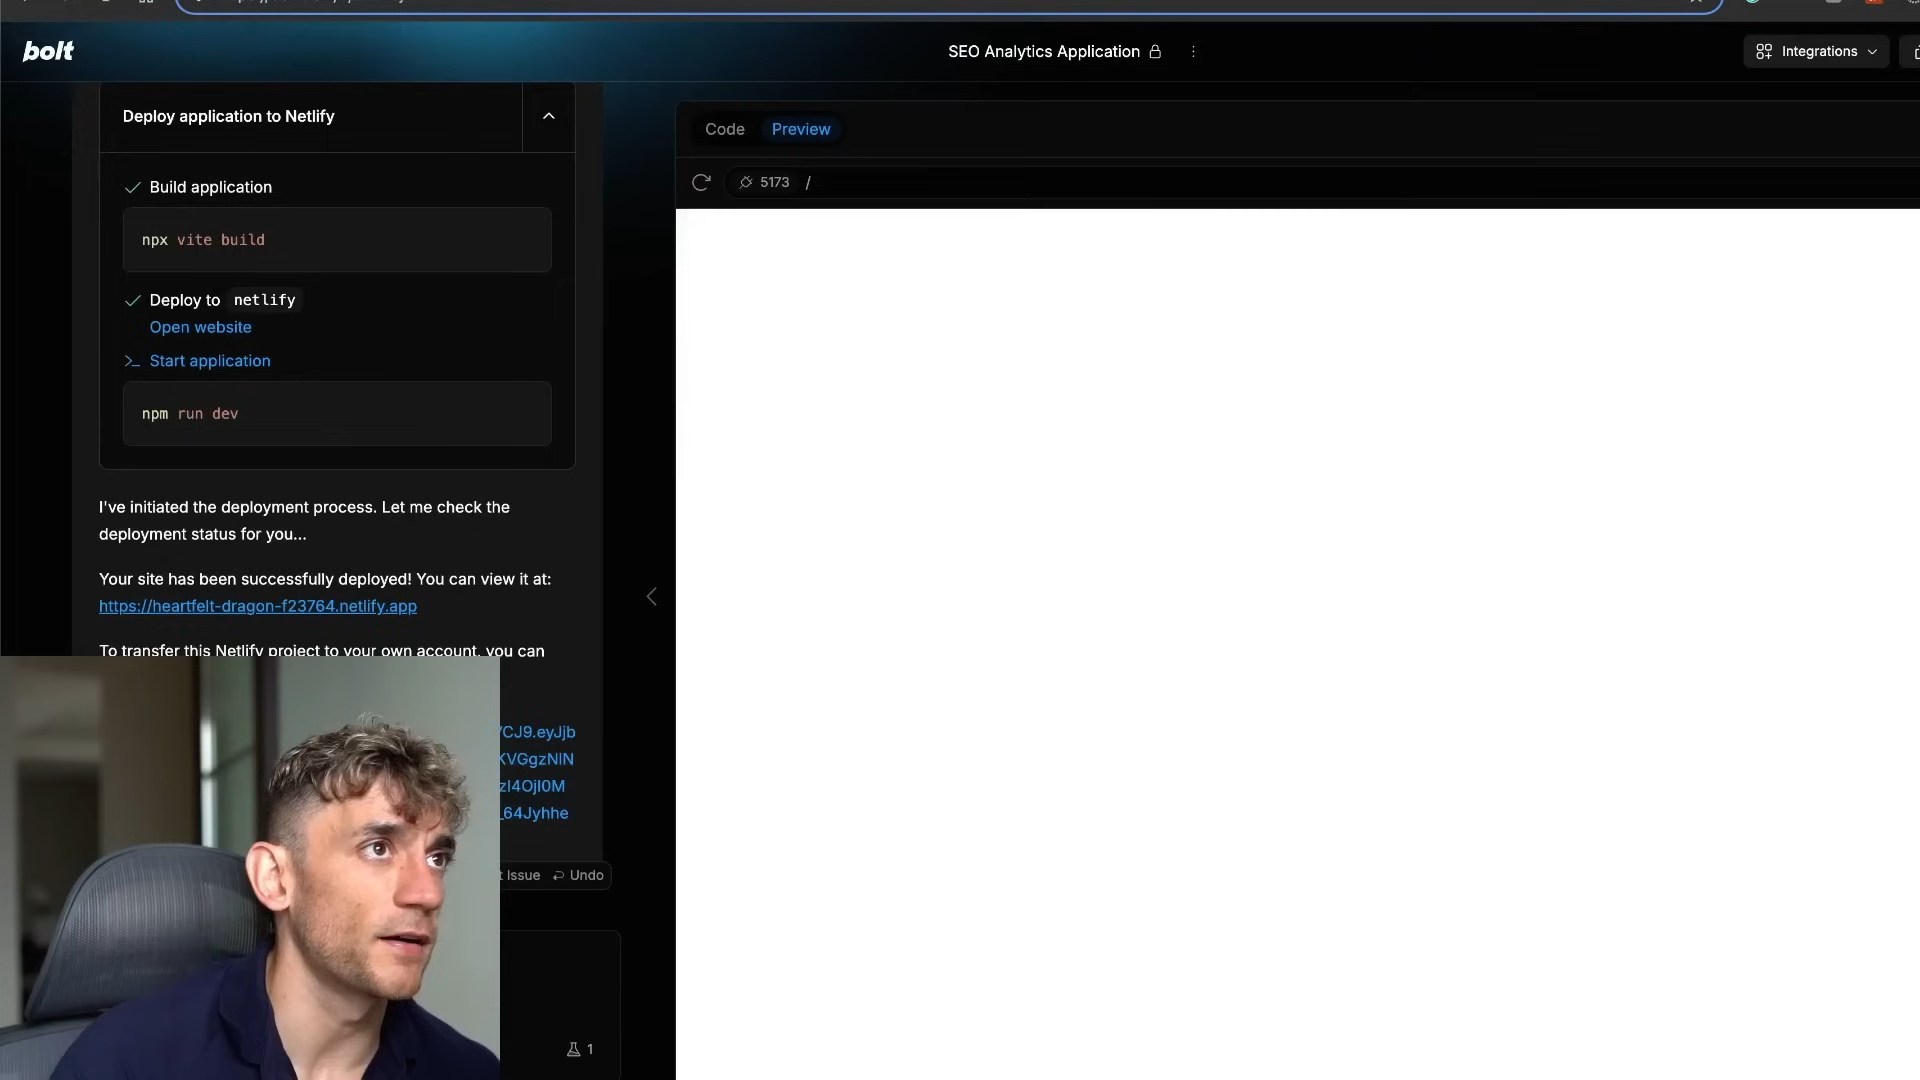 bolt
SEO Analytics Application
Integrations
Deploy application to Netlify
Code Preview
Build application
5173 /
npx vite build
Deploy to netlify
Open website
Start application
npm run dev
I've initiated the deployment process. Let me check the
deployment status for you...
Your site has been successfully deployed! You can view it at:
https://heartfelt-dragon-f23764.netlify.app
To transfer this Netlify project to your own account, you can
CJ9.eyJjb
Issue Undo
1